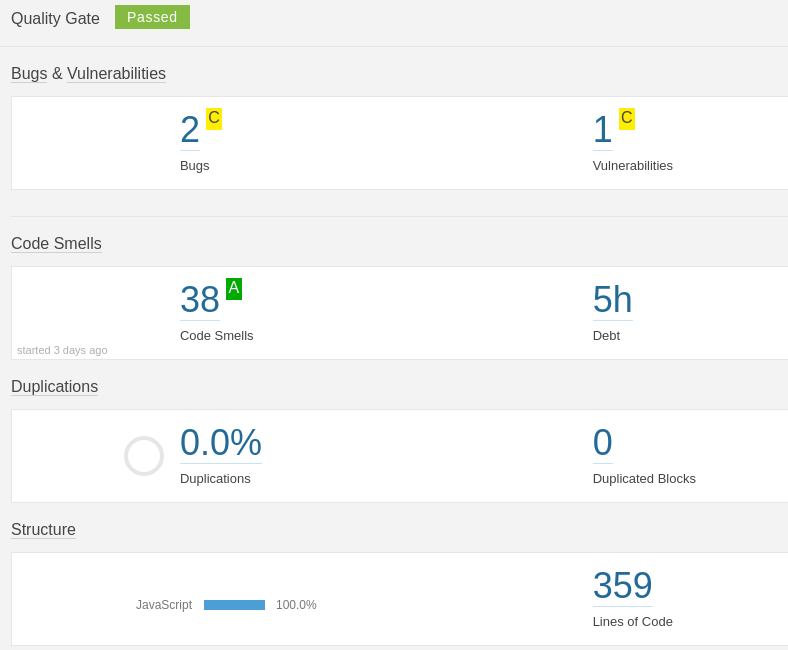 Quality Gate Passed
Bugs & Vulnerabilities
2 C 1 C
Bugs Vulnerabilities
Code Smells
38 A 5h
Code Smells Debt
started 3 days ago
Duplications
0.0% 0
Duplications Duplicated Blocks
Structure
359
JavaScript 100.0%
Lines of Code